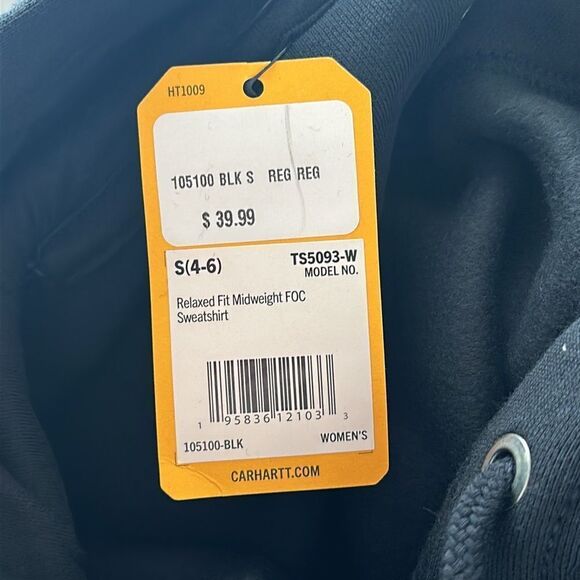 HT1009
105100 BLK S REG REG
$ 39.99
S(4-6) TS5093-W
MODEL NO.
Relaxed Fit Midweight FOC
Sweatshirt
1 95836 12103 3
105100-BLK WOMEN'S
CARHARTT.COM